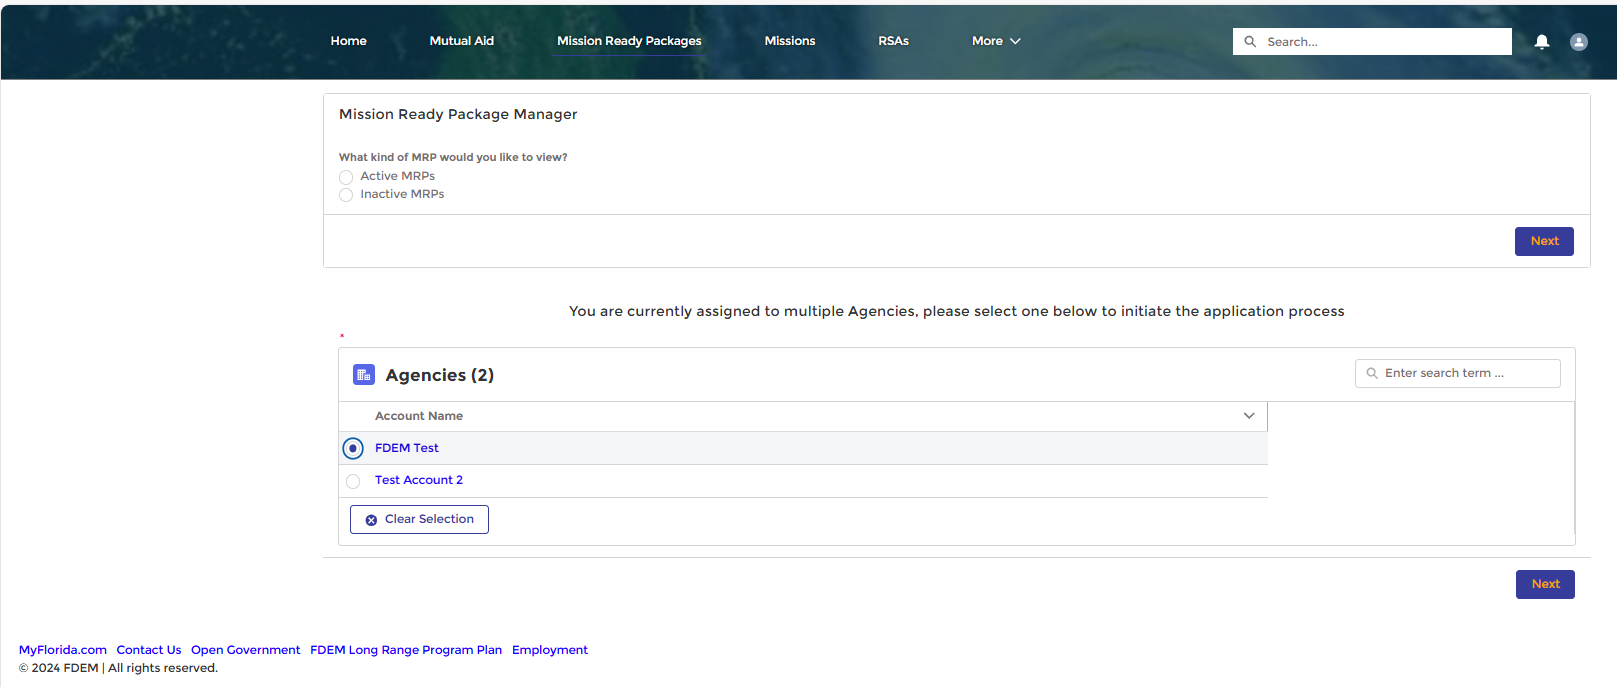 Home Mutual Aid Mission Ready Packages Missions RSAs More Search...
Mission Ready Package Manager
What kind of MRP would you like to view?
Active MRPs
Inactive MRPs
Next
You are currently assigned to multiple Agencies, please select one below to initiate the application process
*
Agencies (2) Enter search term ...
Account Name
FDEM Test
Test Account 2
Clear Selection
Next
MyFlorida.com Contact Us Open Government FDEM Long Range Program Plan Employment
© 2024 FDEM | All rights reserved.